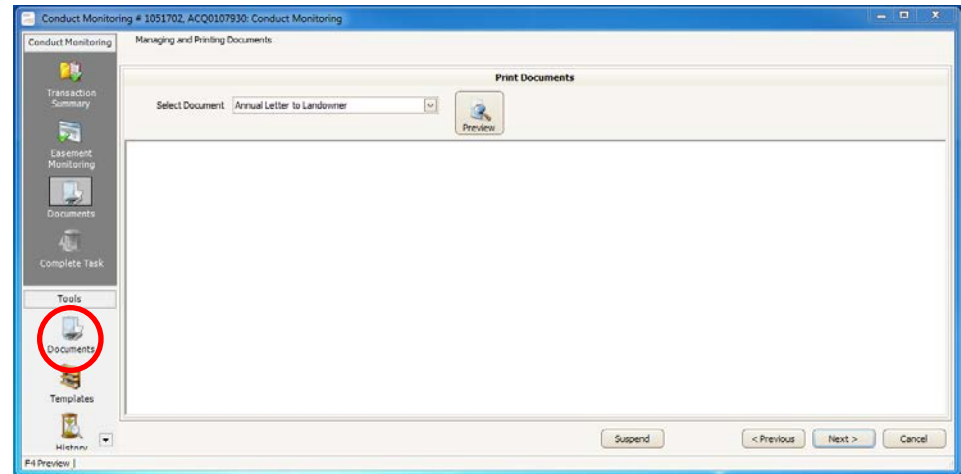 Conduct Monitoring # 1051702, ACQ0107930: Conduct Monitoring
Conduct Monitoring
Managing and Printing Documents
Print Documents
Transaction
Summary
Select Document
Annual Letter to Landowner
Preview
Easement
Monitoring
Documents
Complete Task
Tools
Documents
Templates
History
Suspend
< Previous
Next >
Cancel
F4 Preview |